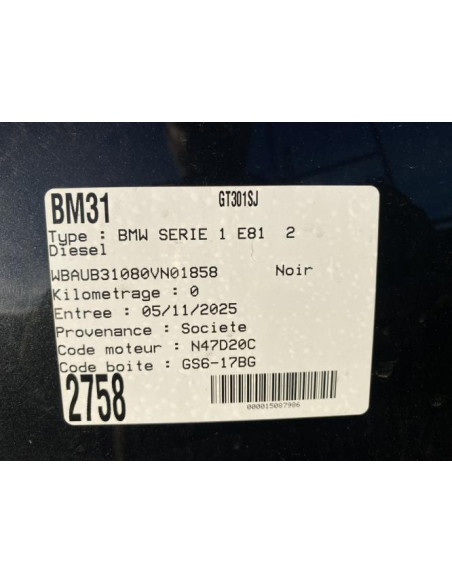 BM31 GT301SJ
Type : BMW SERIE 1 E81 2
Diesel
WBAUB31080VN01858 Noir
Kilometrage : 0
Entree : 05/11/2025
Provenance : Societe
Code moteur : N47D20C
Code boite : GS6-17BG
2758
000015087986